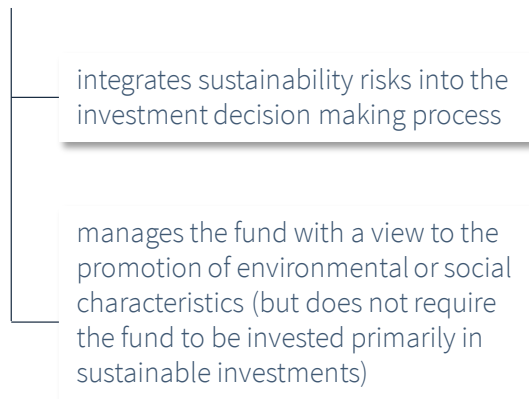 integrates sustainability risks into the
investment decision making process
manages the fund with a view to the
promotion of environmental or social
characteristics (but does not require
the fund to be invested primarily in
sustainable investments)